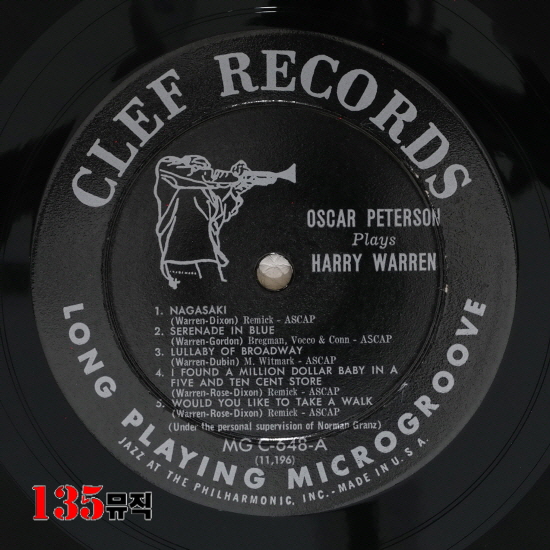 CLEF RECORDS
OSCAR PETERSON
Plays
HARRY WARREN
1. NAGASAKI
(Warren-Dixon) Remick - ASCAP
2. SERENADE IN BLUE
(Warren-Gordon) Bregman, Vocco & Conn - ASCAP
3. LULLABY OF BROADWAY
(Warren-Dubin) M. Witmark - ASCAP
4. I FOUND A MILLION DOLLAR BABY IN A
FIVE AND TEN CENT STORE
(Warren-Rose-Dixon) Remick - ASCAP
5. WOULD YOU LIKE TO TAKE A WALK
(Warren-Rose-Dixon) Remick - ASCAP
(Under the personal supervision of Norman Granz)
MG C-648-A
(11,196)
LONG PLAYING MICROGROOVE
JAZZ AT THE PHILHARMONIC, INC. - MADE IN U.S.A.
135뮤직